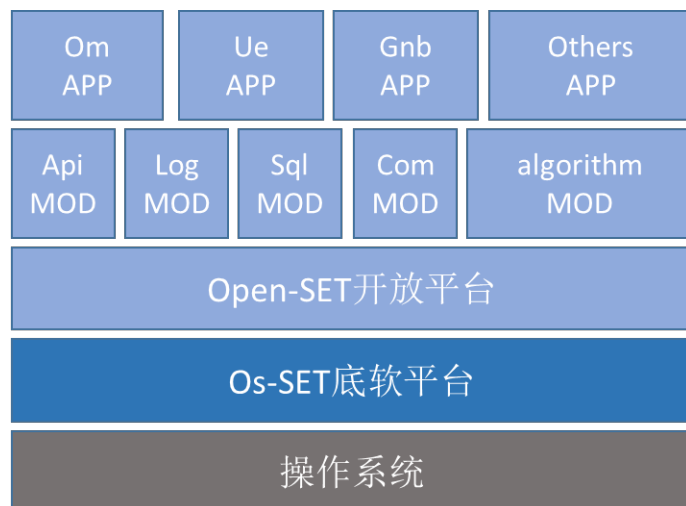 Om
APP
Ue
APP
Gnb
APP
Others
APP
Api
MOD
Log
MOD
Sql
MOD
Com
MOD
algorithm
MOD
Open-SET开放平台
Os-SET底软平台
操作系统